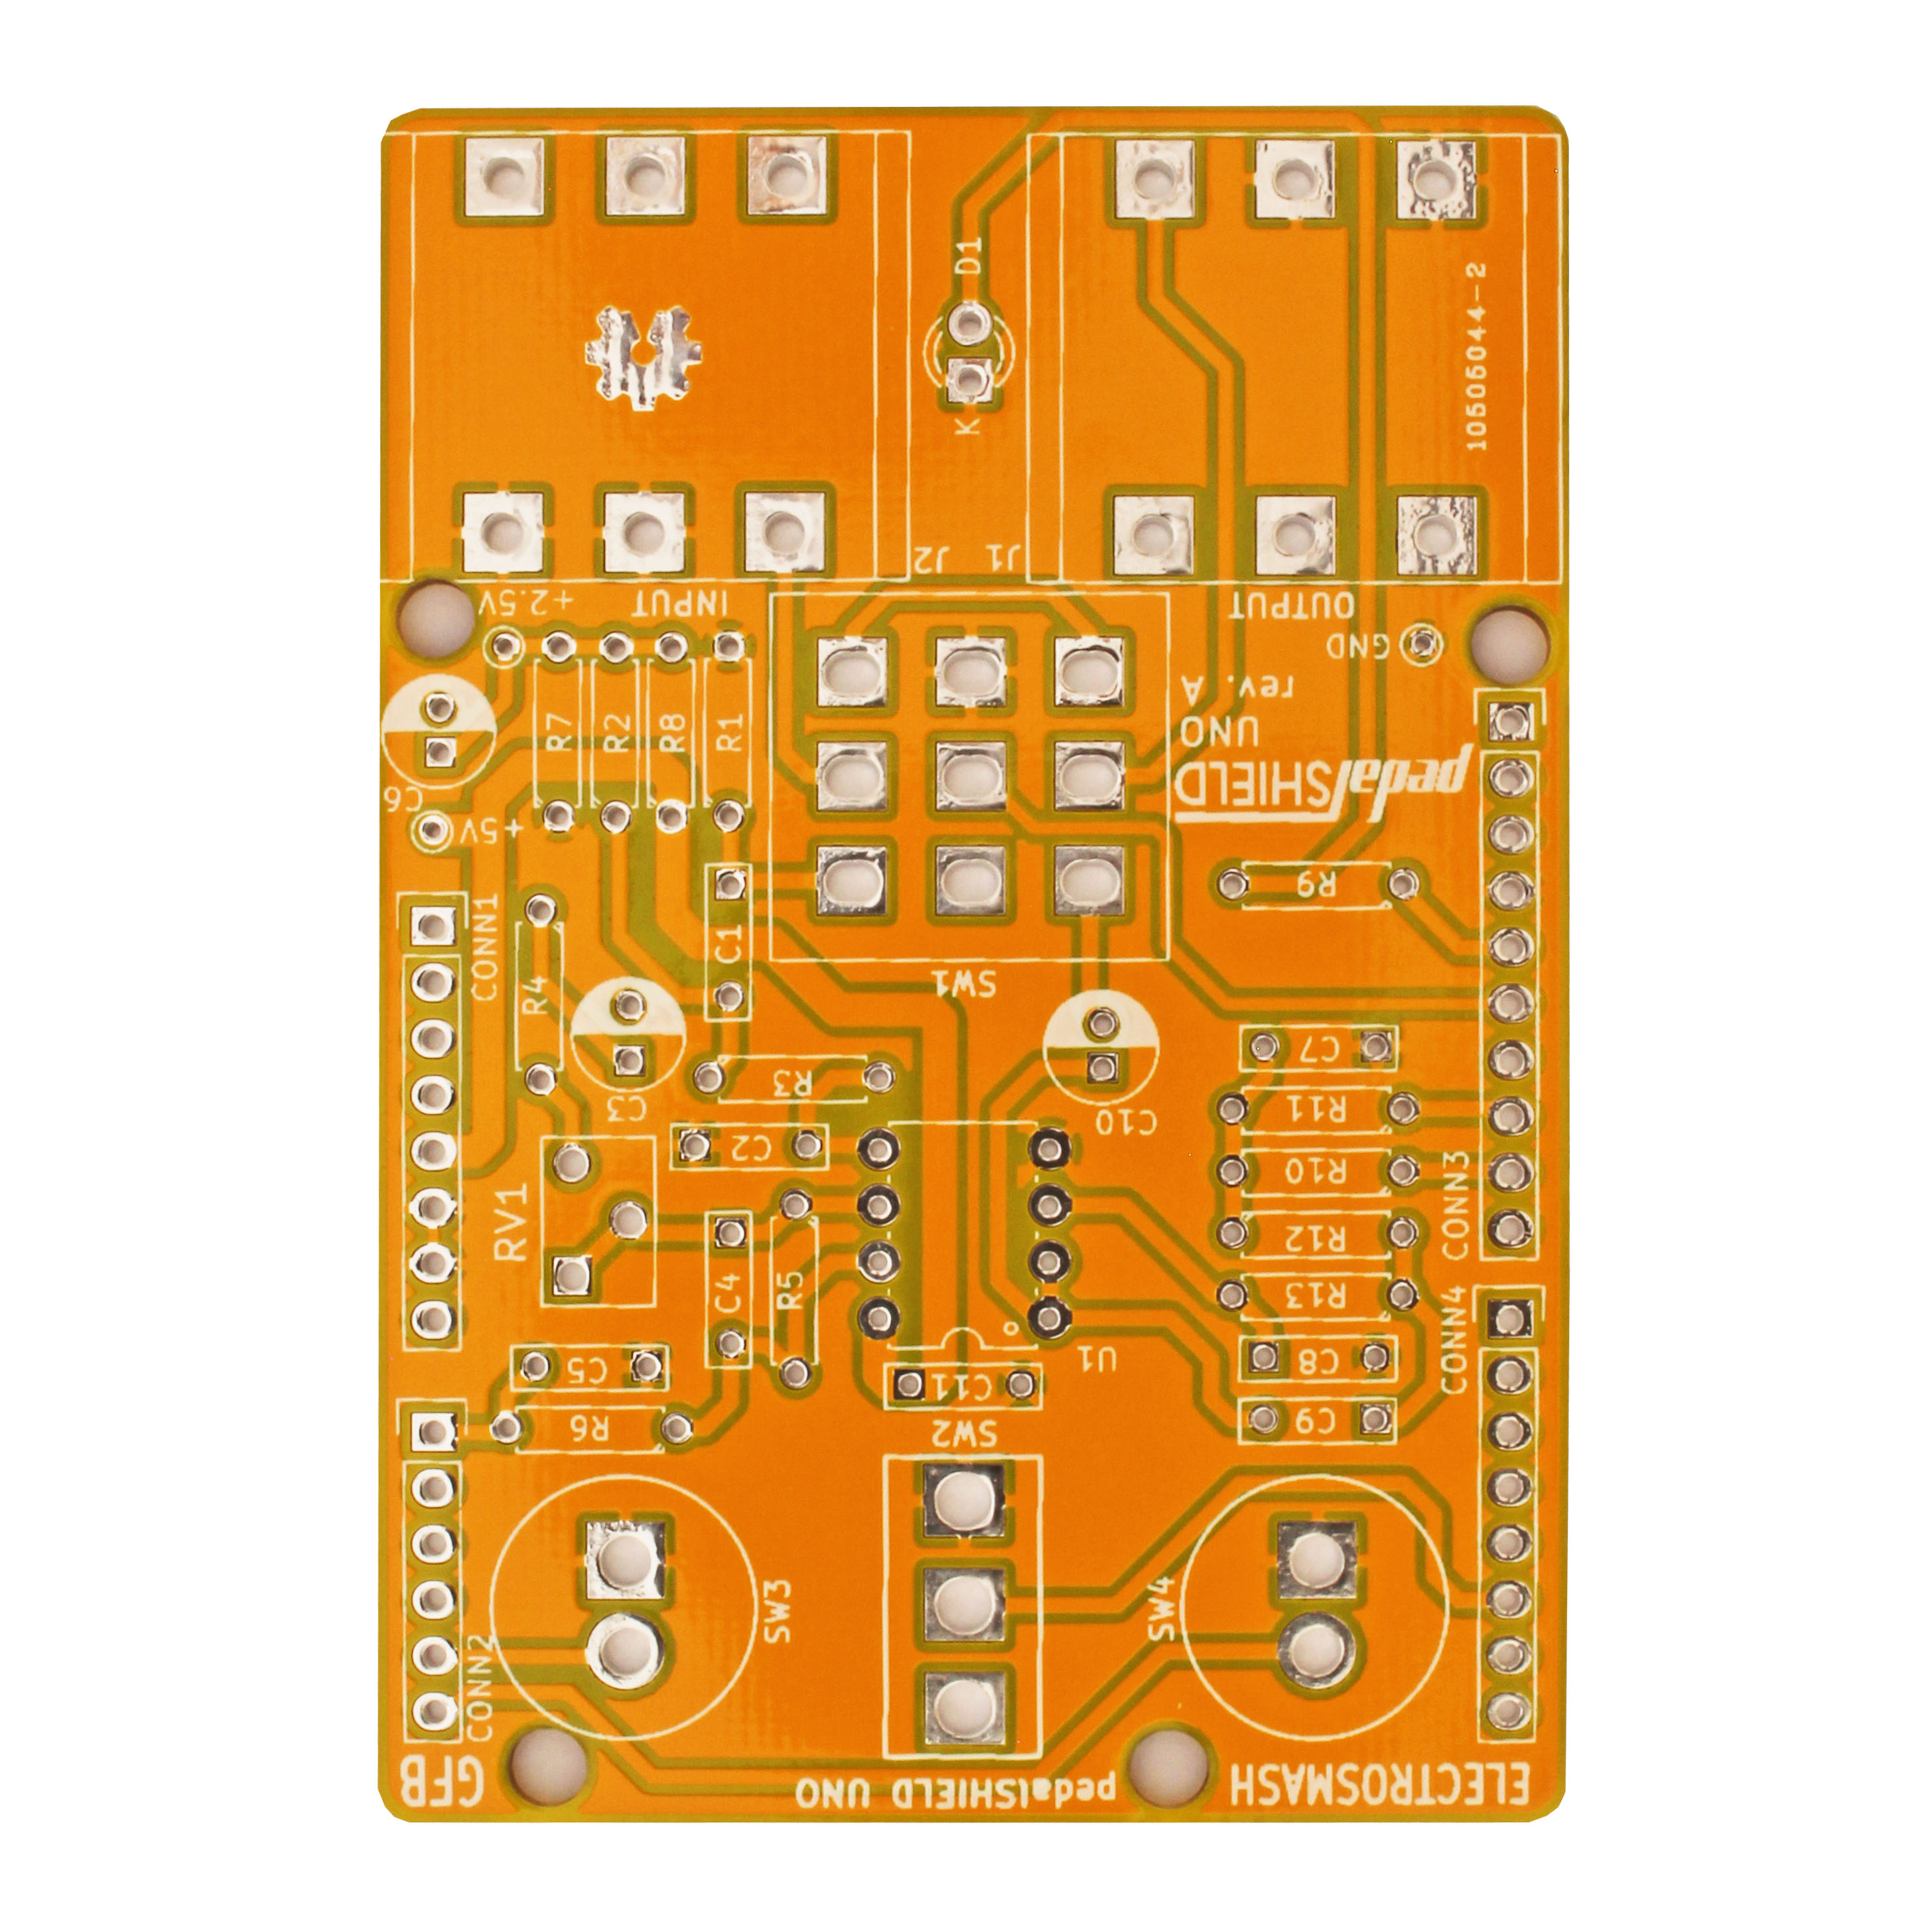 D1
K
J2
J1
+2.5V
INPUT
OUTPUT
GND
R7
R2
R8
R1
rev. A
UNO
pedalSHIELD
C6
+5V
R9
CONN1
C1
R4
SW1
C3
R3
C7
C10
R11
C2
R10
CONN3
RV1
R12
C4
R5
R13
CONN4
U1
C5
C11
C8
R6
SW2
C9
SW3
SW4
CONN2
GFB
pedalSHIELD UNO
ELECTROSMASH